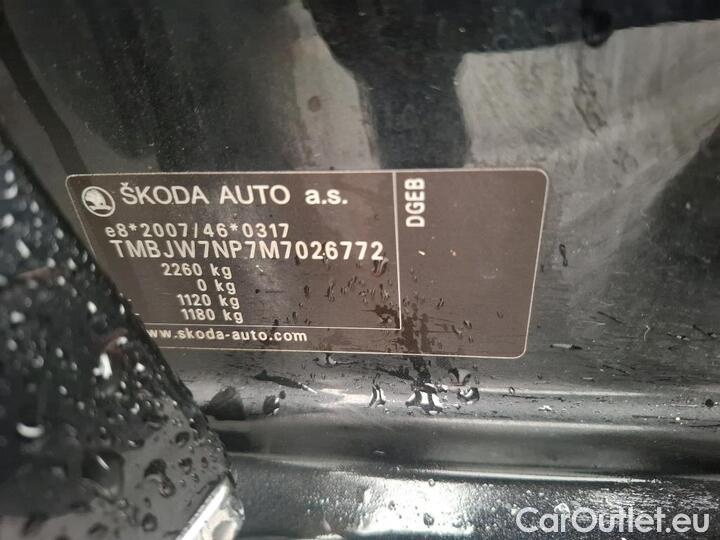 ŠKODA AUTO a.s.
DGEB
e8*2007/46*0317
TMBJW7NP7M7026772
2260 kg
0 kg
1120 kg
1180 kg
www.skoda-auto.com
CarOutlet.eu